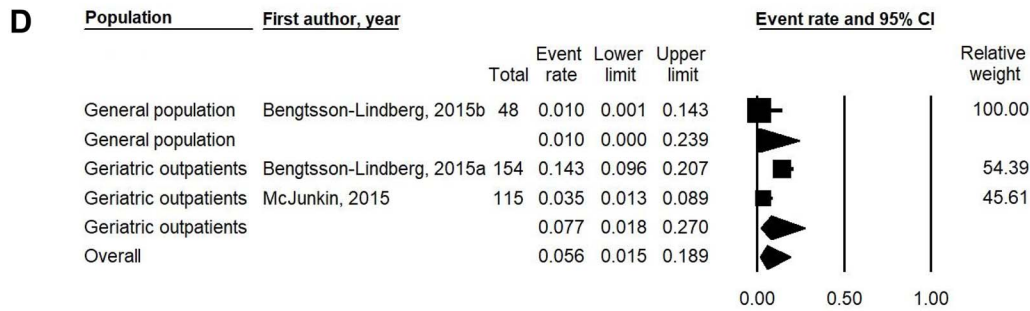 D
Population First author, year Event rate and 95% CI
Event Lower Upper Relative
Total rate limit limit weight
General population Bengtsson-Lindberg, 2015b 48 0.010 0.001 0.143 100.00
General population 0.010 0.000 0.239
Geriatric outpatients Bengtsson-Lindberg, 2015a 154 0.143 0.096 0.207 54.39
Geriatric outpatients McJunkin, 2015 115 0.035 0.013 0.089 45.61
Geriatric outpatients 0.077 0.018 0.270
Overall 0.056 0.015 0.189
0.00 0.50 1.00